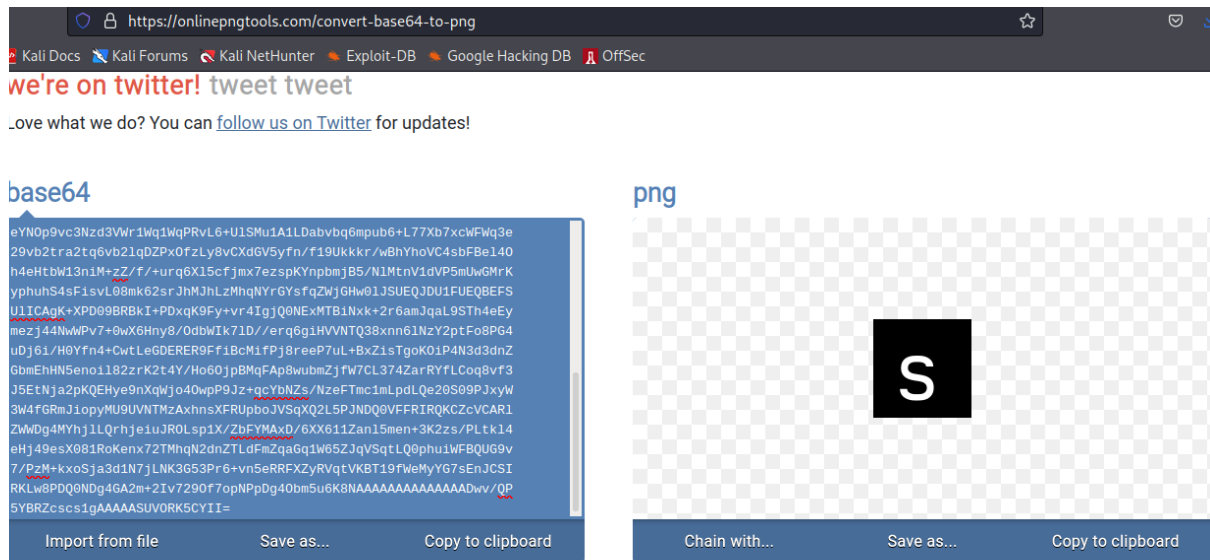 https://onlinepngtools.com/convert-base64-to-png
Kali Docs Kali Forums Kali NetHunter Exploit-DB Google Hacking DB OffSec
we're on twitter! tweet tweet
Love what we do? You can follow us on Twitter for updates!
base64
png
eYNOp9vc3Nzd3VWr1Wq1WqPRvL6+UlSMu1A1LDabvbq6mpub6+L77Xb7xcWFWq3e
29vb2tra2tq6vb2lqDZPxOfzLy8vCXdGV5yfn/f19Ukkkr/wBhYhoVC4sbFBel4O
h4eHtbW13niM+zZ/f/+urq6Xl5cfjmx7ezspKYnpbmjB5/NlMtnV1dVP5mUwGMrK
yphuhS4sFisvL08mk62srJhMJhLzMhqNYrGYsfqZWjGHw0lJSUEQJDU1FUEQBEFS
UlICAgK+XPD09BRBkI+PDxqK9Fy+vr4IgjQ0NExMTBiNxk+2r6amJqaL9STh4eEy
mezj44NwWPv7+0wX6Hny8/OdbWIk7lD//erq6giHVVNTQ38xnn6lNzY2ptFo8PG4
uDj6i/H0Yfn4+CwtLeGDERER9FfiBcMifPj8reeP7uL+BxZisTgoKOiP4N3d3dnZ
GbmEhHN5enoil82zrK2t4Y/Ho6OjpBMqFAp8wubmZjfW7CL374ZarRYfLCoq8vf3
J5EtNja2pKQEHye9nXqWjo4OwpP9Jz+qcYbNZs/NzeFTmc1mLpdLQe20S09PJxyW
3W4fGRmJiopyMU9UVNTMzAxhnsXFRUpboJVSqXQ2L5PJNDQ0VFFRIRQKCZcVCARl
ZWWDg4MYhjlLQrhjeiuJROLsp1X/ZbFYMAxD/6XX611Zanl5men+3K2zs/PLtkl4
eHj49esX081RoKenx72TMhqN2dnZTLdFmZqaGq1W65ZJqVSqtLQ0phuiWFBQUG9v
7/PzM+kxoSja3d1N7jLNK3G53Pr6+vn5eRRFXZyRVqtVKBT19fWeMyYG7sEnJCSI
RKLw8PDQ0NDg4GA2m+2Iv729Of7opNPpDg4Obm5u6K8NAAAAAAAAAAAAAADwv/QP
5YBRZcscs1gAAAAASUVORK5CYII=
Import from file Save as... Copy to clipboard
S
Chain with... Save as... Copy to clipboard